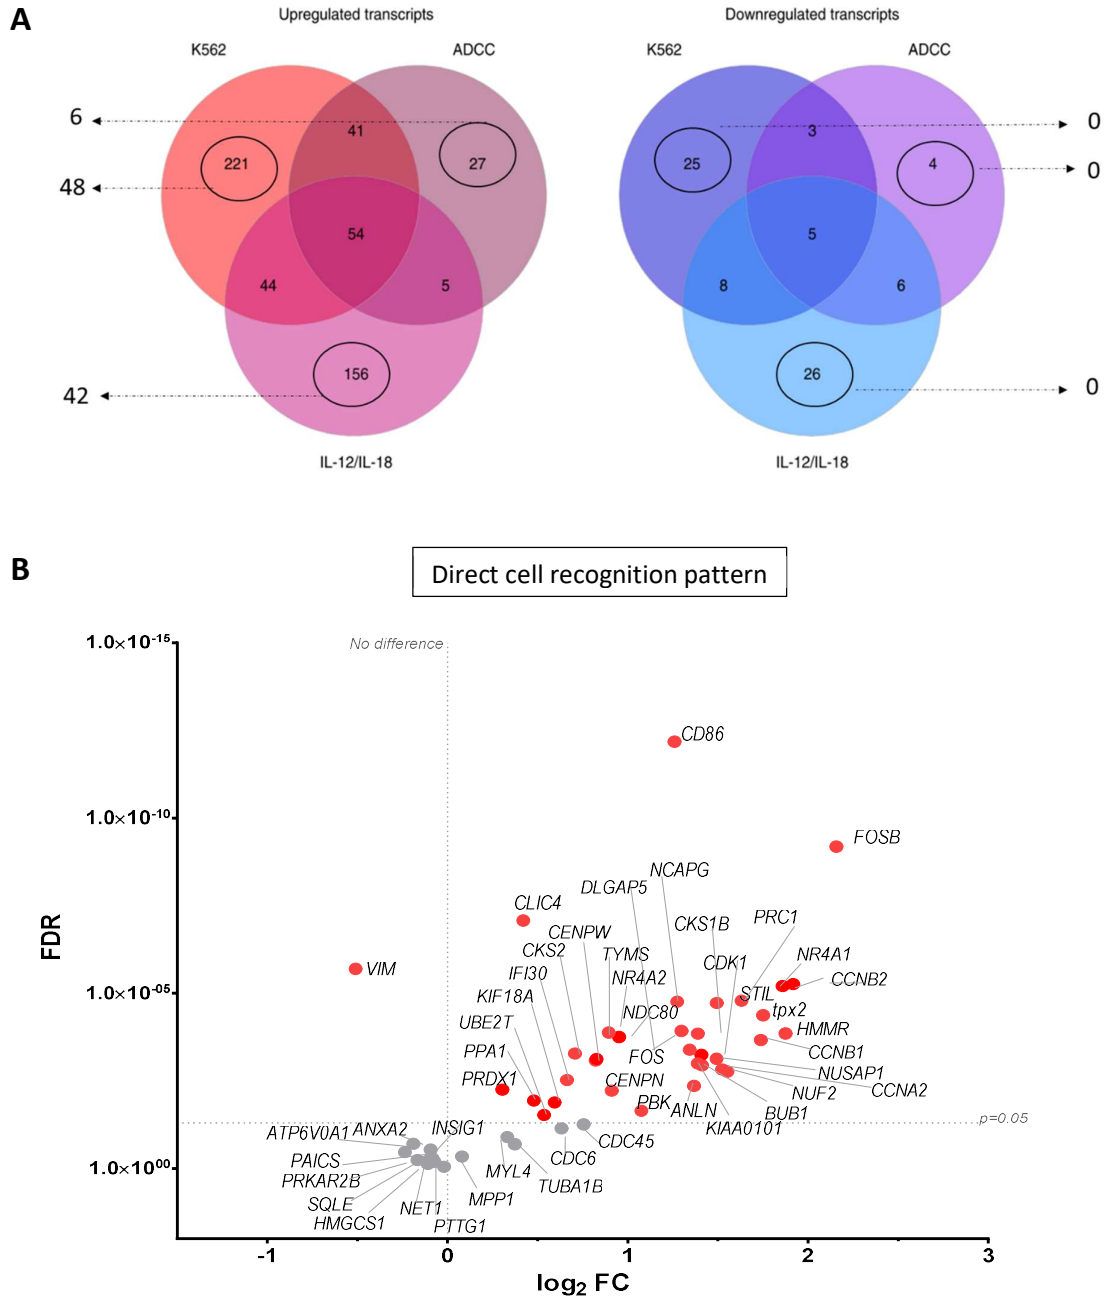 A
Upregulated transcripts
Downregulated transcripts
K562
ADCC
K562
ADCC
6
41
27
221
48
54
44
5
156
42
IL-12/IL-18
3
0
25
4
0
5
8
6
26
0
IL-12/IL-18
B
Direct cell recognition pattern
1.0×10-15
No difference
CD86
1.0×10-10
FOSB
NCAPG
DLGAP5
CLIC4
CKS1B
PRC1
CENPW
CKS2
TYMS
NR4A1
FDR
VIM
IFI30
NR4A2
CDK1
CCNB2
KIF18A
STIL
1.0×10-05
NDC80
tpx2
UBE2T
HMMR
PPA1
FOS
CCNB1
PRDX1
CENPN
NUSAP1
CCNA2
NUF2
PBK
ANLN
BUB1
KIAA0101
p=0.05
ATP6V0A1
ANXA2
INSIG1
CDC45
PAICS
CDC6
MYL4
PRKAR2B
TUBA1B
SQLE
NET1
MPP1
HMGCS1
PTTG1
1.0×1000
-1
0
1
2
3
log2 FC